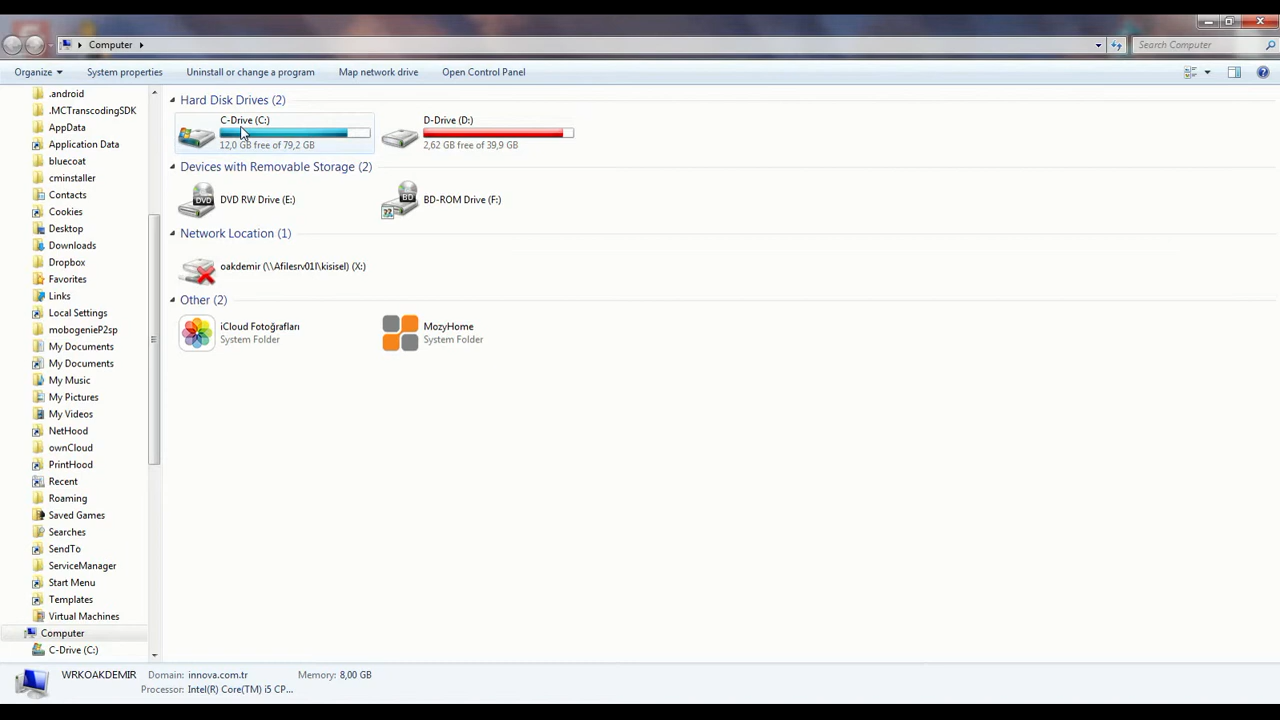 Computer
Search Computer
Organize
System properties
Uninstall or change a program
Map network drive
Open Control Panel
.android
.MCTranscodingSDK
AppData
Application Data
bluecoat
cminstaller
Contacts
Cookies
Desktop
Downloads
Dropbox
Favorites
Links
Local Settings
mobogenieP2sp
My Documents
My Documents
My Music
My Pictures
My Videos
NetHood
ownCloud
PrintHood
Recent
Roaming
Saved Games
Searches
SendTo
ServiceManager
Start Menu
Templates
Virtual Machines
Computer
C-Drive (C:)
Hard Disk Drives (2)
C-Drive (C:)
12,0 GB free of 79,2 GB
D-Drive (D:)
2,62 GB free of 39,9 GB
Devices with Removable Storage (2)
DVD
DVD RW Drive (E:)
BD
BD-ROM Drive (F:)
Network Location (1)
oakdemir (\\Afilesrv01l\kisisel) (X:)
Other (2)
iCloud Fotoğrafları
System Folder
MozyHome
System Folder
WRKOAKDEMIR
Domain: innova.com.tr
Memory: 8,00 GB
Processor: Intel(R) Core(TM) i5 CP...